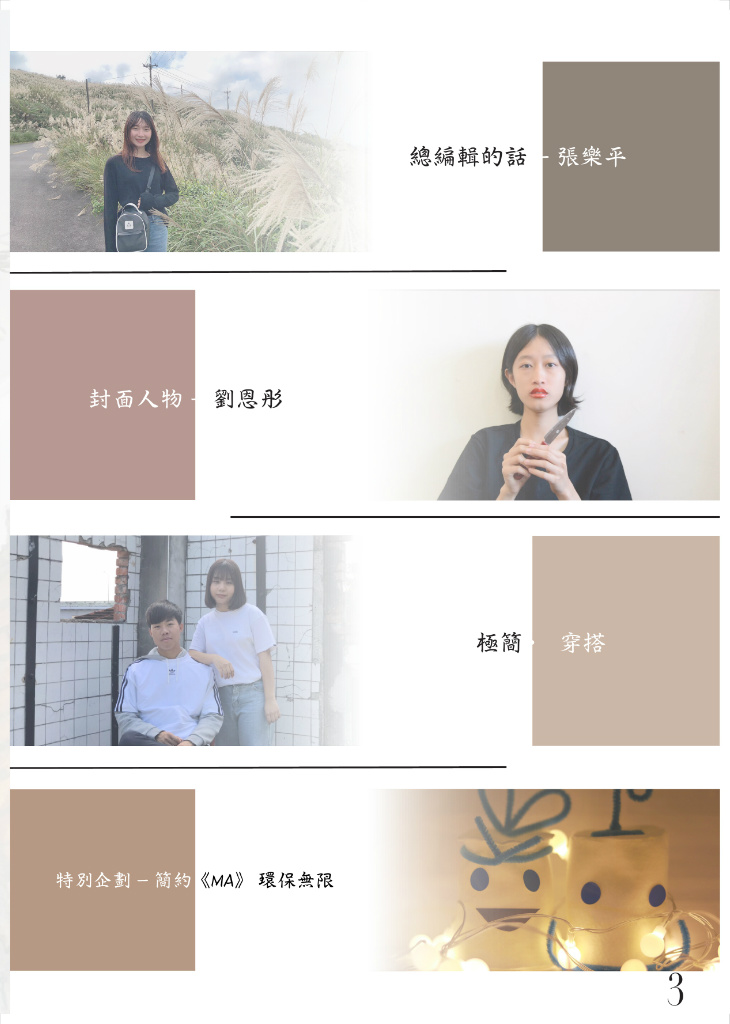 總編輯的話 - 張樂平
封面人物 - 劉恩彤
極簡 · 穿搭
特別企劃 – 簡約《MA》 環保無限
3